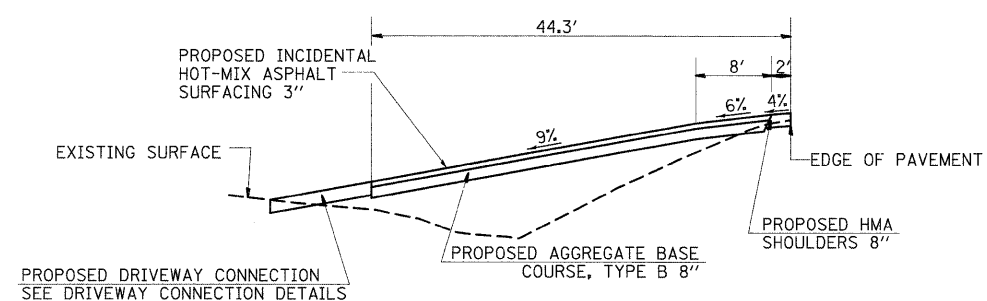 44.3'
PROPOSED INCIDENTAL
HOT-MIX ASPHALT
SURFACING 3"
8'
2'
6%
4%
9%
EXISTING SURFACE
EDGE OF PAVEMENT
PROPOSED HMA
SHOULDERS 8"
PROPOSED AGGREGATE BASE
COURSE, TYPE B 8"
PROPOSED DRIVEWAY CONNECTION
SEE DRIVEWAY CONNECTION DETAILS